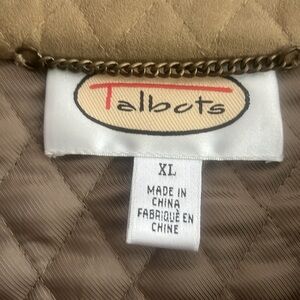 Talbots
XL
MADE IN
CHINA
FABRIQUÉ EN
CHINE